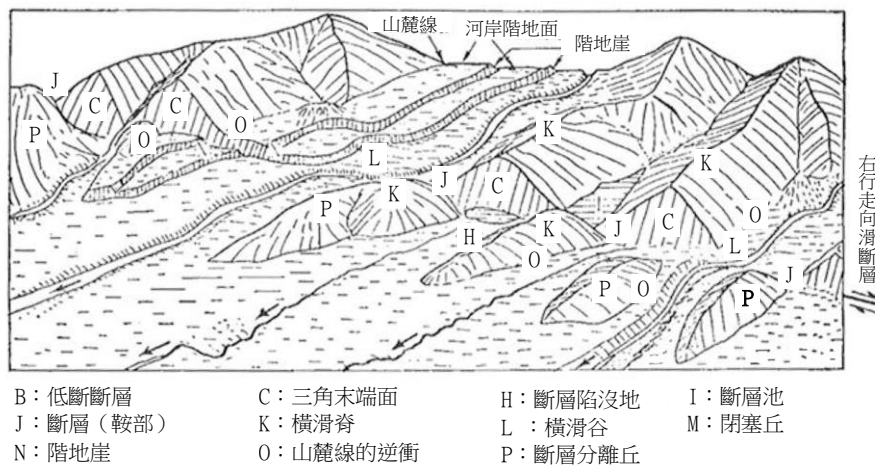 山麓線 河岸階地面
階地崖
J
C
C
P
O
O
K
L
K
J
C
K
P
K
H
K
J
C
O
O
L
P
O
J
P
右行走向滑斷層
B：低斷斷層 C：三角末端面 H：斷層陷沒地 I：斷層池
J：斷層（鞍部） K：橫滑脊 L：橫滑谷 M：閉塞丘
N：階地崖 O：山麓線的逆衝 P：斷層分離丘